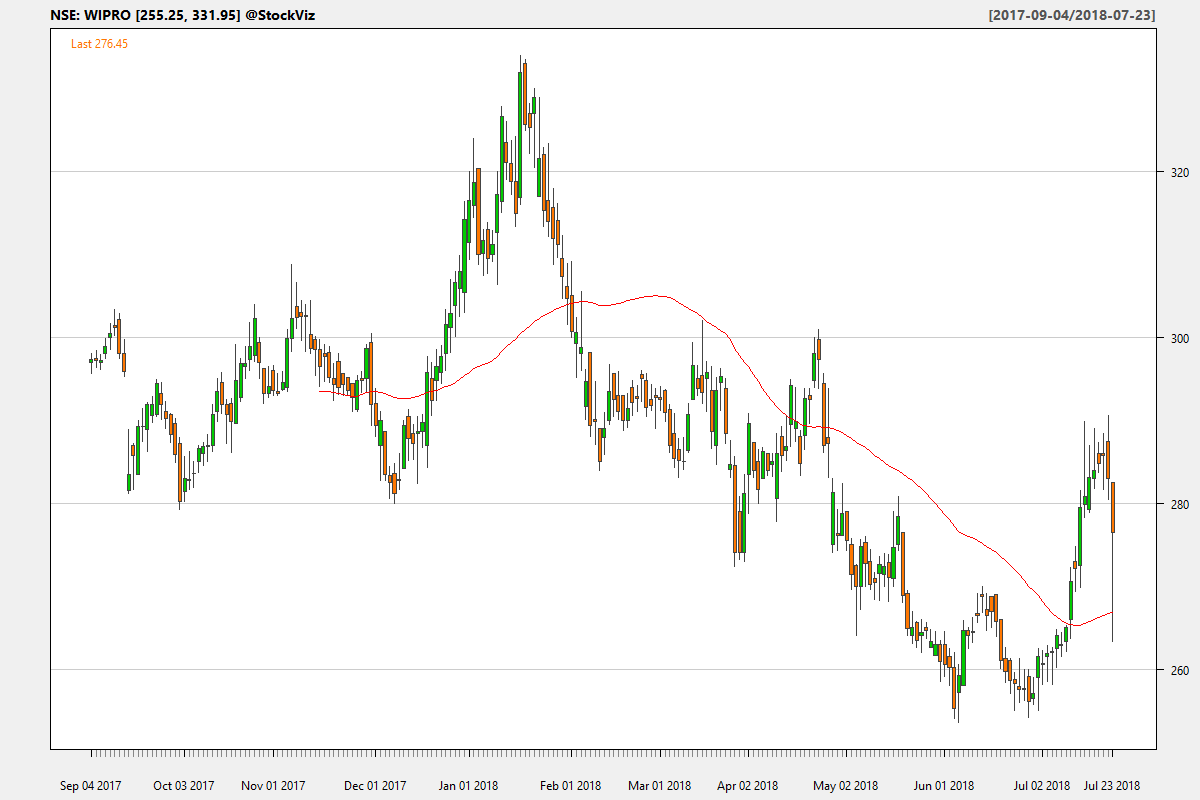 NSE: WIPRO [255.25, 331.95] @StockViz
[2017-09-04/2018-07-23]
Last 276.45
320
300
280
260
Sep 04 2017 Oct 03 2017 Nov 01 2017 Dec 01 2017 Jan 01 2018 Feb 01 2018 Mar 01 2018 Apr 02 2018 May 02 2018 Jun 01 2018 Jul 02 2018 Jul 23 2018